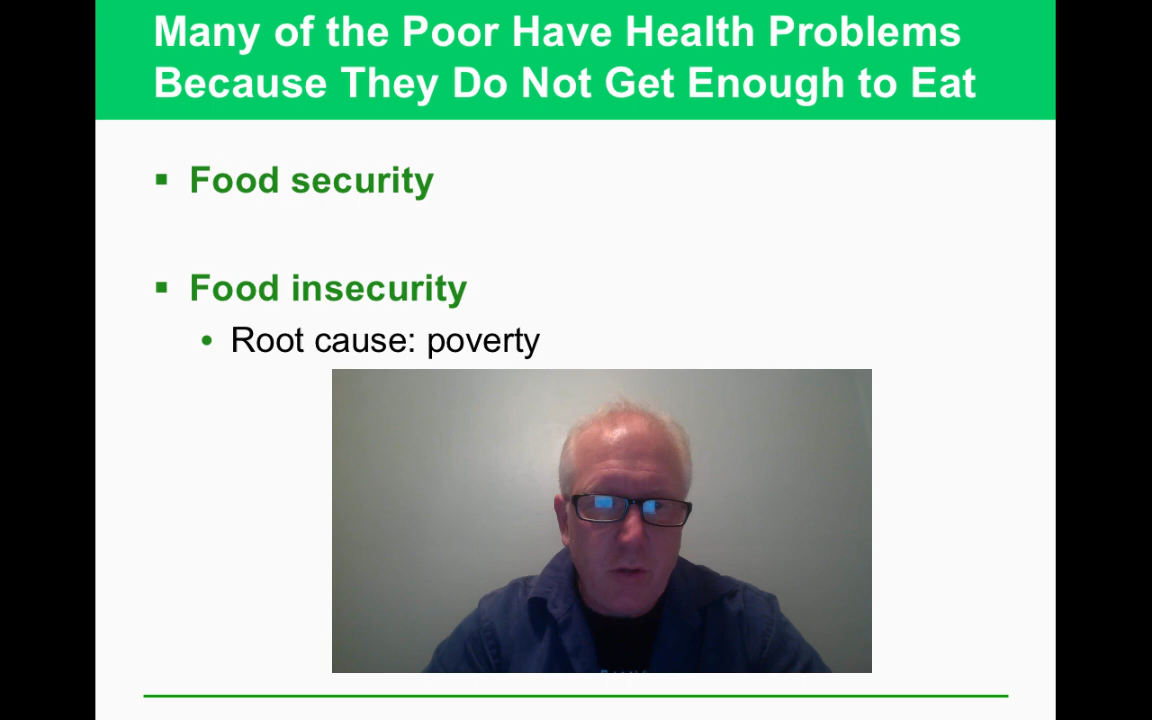 Many of the Poor Have Health Problems
Because They Do Not Get Enough to Eat
Food security
Food insecurity
Root cause: poverty